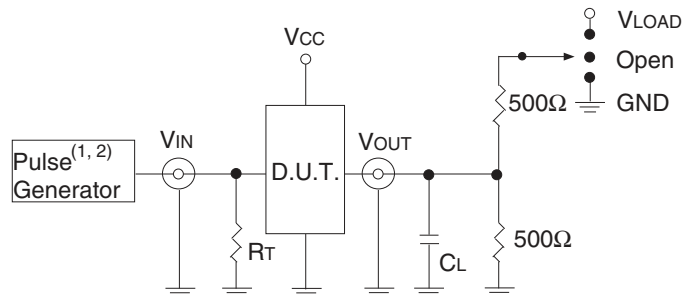 VLOAD
VCC
Open
500Ω
GND
Pulse(1, 2)
Generator
VIN
VOUT
D.U.T.
RT
CL
500Ω